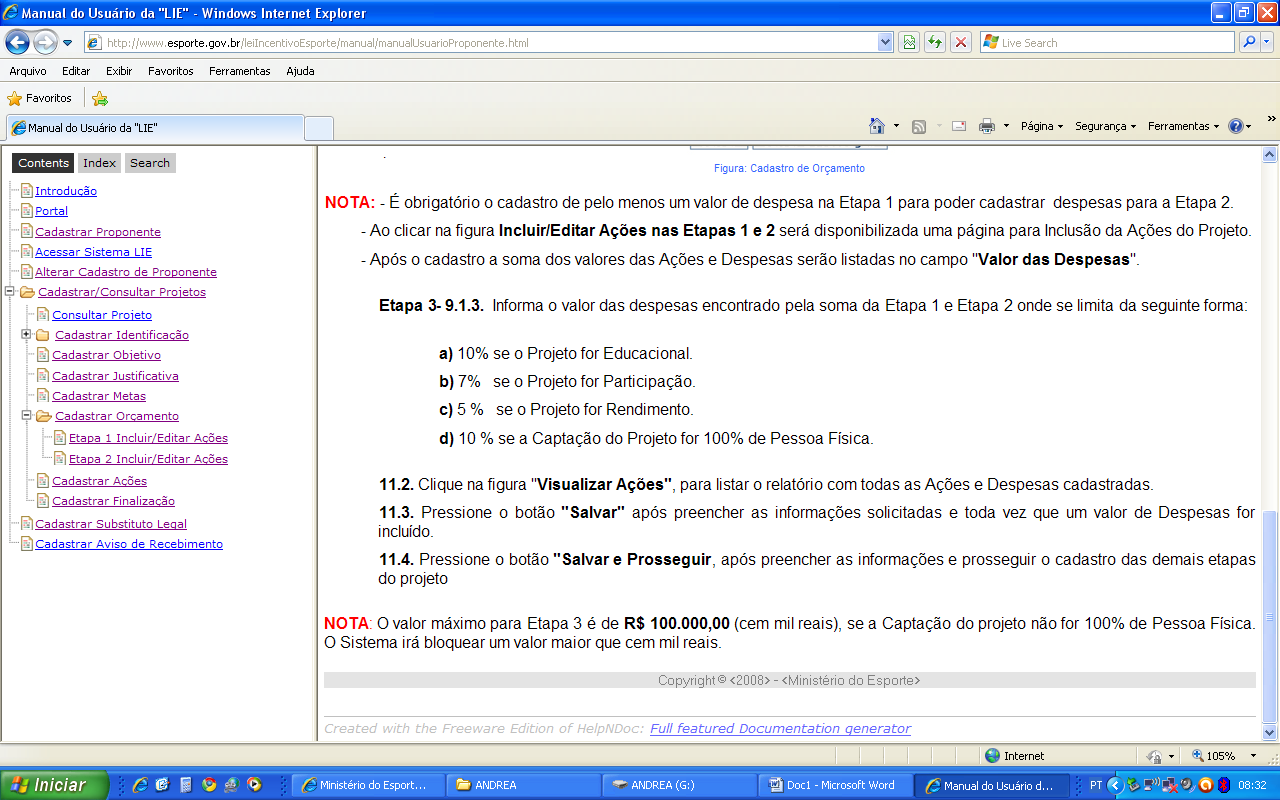 Manual do Usuário da "LIE" - Windows Internet Explorer
http://www.esporte.gov.br/leiIncentivoEsporte/manual/manualUsuarioProponente.html
Live Search
Arquivo Editar Exibir Favoritos Ferramentas Ajuda
Favoritos
Manual do Usuário da "LIE"
Página Segurança Ferramentas
Contents Index Search
Introdução
Portal
Cadastrar Proponente
Acessar Sistema LIE
Alterar Cadastro de Proponente
Cadastrar/Consultar Projetos
Consultar Projeto
Cadastrar Identificação
Cadastrar Objetivo
Cadastrar Justificativa
Cadastrar Metas
Cadastrar Orçamento
Etapa 1 Incluir/Editar Ações
Etapa 2 Incluir/Editar Ações
Cadastrar Ações
Cadastrar Finalização
Cadastrar Substituto Legal
Cadastrar Aviso de Recebimento
Figura: Cadastro de Orçamento
NOTA: - É obrigatório o cadastro de pelo menos um valor de despesa na Etapa 1 para poder cadastrar despesas para a Etapa 2.
- Ao clicar na figura Incluir/Editar Ações nas Etapas 1 e 2 será disponibilizada uma página para Inclusão da Ações do Projeto.
- Após o cadastro a soma dos valores das Ações e Despesas serão listadas no campo "Valor das Despesas".
Etapa 3- 9.1.3. Informa o valor das despesas encontrado pela soma da Etapa 1 e Etapa 2 onde se limita da seguinte forma:
a) 10% se o Projeto for Educacional.
b) 7% se o Projeto for Participação.
c) 5 % se o Projeto for Rendimento.
d) 10 % se a Captação do Projeto for 100% de Pessoa Física.
11.2. Clique na figura "Visualizar Ações", para listar o relatório com todas as Ações e Despesas cadastradas.
11.3. Pressione o botão "Salvar" após preencher as informações solicitadas e toda vez que um valor de Despesas for
incluído.
11.4. Pressione o botão "Salvar e Prosseguir, após preencher as informações e prosseguir o cadastro das demais etapas
do projeto
NOTA: O valor máximo para Etapa 3 é de R$ 100.000,00 (cem mil reais), se a Captação do projeto não for 100% de Pessoa Física.
O Sistema irá bloquear um valor maior que cem mil reais.
Copyright © <2008> - <Ministério do Esporte>
Created with the Freeware Edition of HelpNDoc: Full featured Documentation generator
Internet 105%
Iniciar Ministério do Esport... ANDREA ANDREA (G:) Doc1 - Microsoft Word Manual do Usuário da... PT 08:32